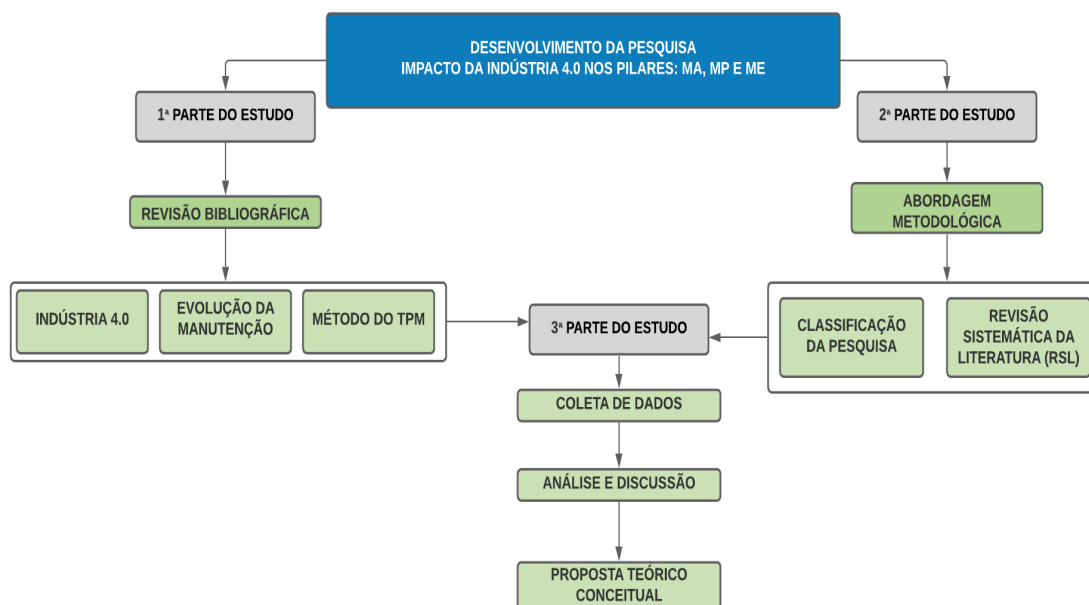 DESENVOLVIMENTO DA PESQUISA
IMPACTO DA INDÚSTRIA 4.0 NOS PILARES: MA, MP E ME
1ª PARTE DO ESTUDO
2ª PARTE DO ESTUDO
REVISÃO BIBLIOGRÁFICA
ABORDAGEM
METODOLÓGICA
INDÚSTRIA 4.0
EVOLUÇÃO DA
MANUTENÇÃO
MÉTODO DO TPM
3ª PARTE DO ESTUDO
CLASSIFICAÇÃO
DA PESQUISA
REVISÃO
SISTEMÁTICA DA
LITERATURA (RSL)
COLETA DE DADOS
ANÁLISE E DISCUSSÃO
PROPOSTA TEÓRICO
CONCEITUAL